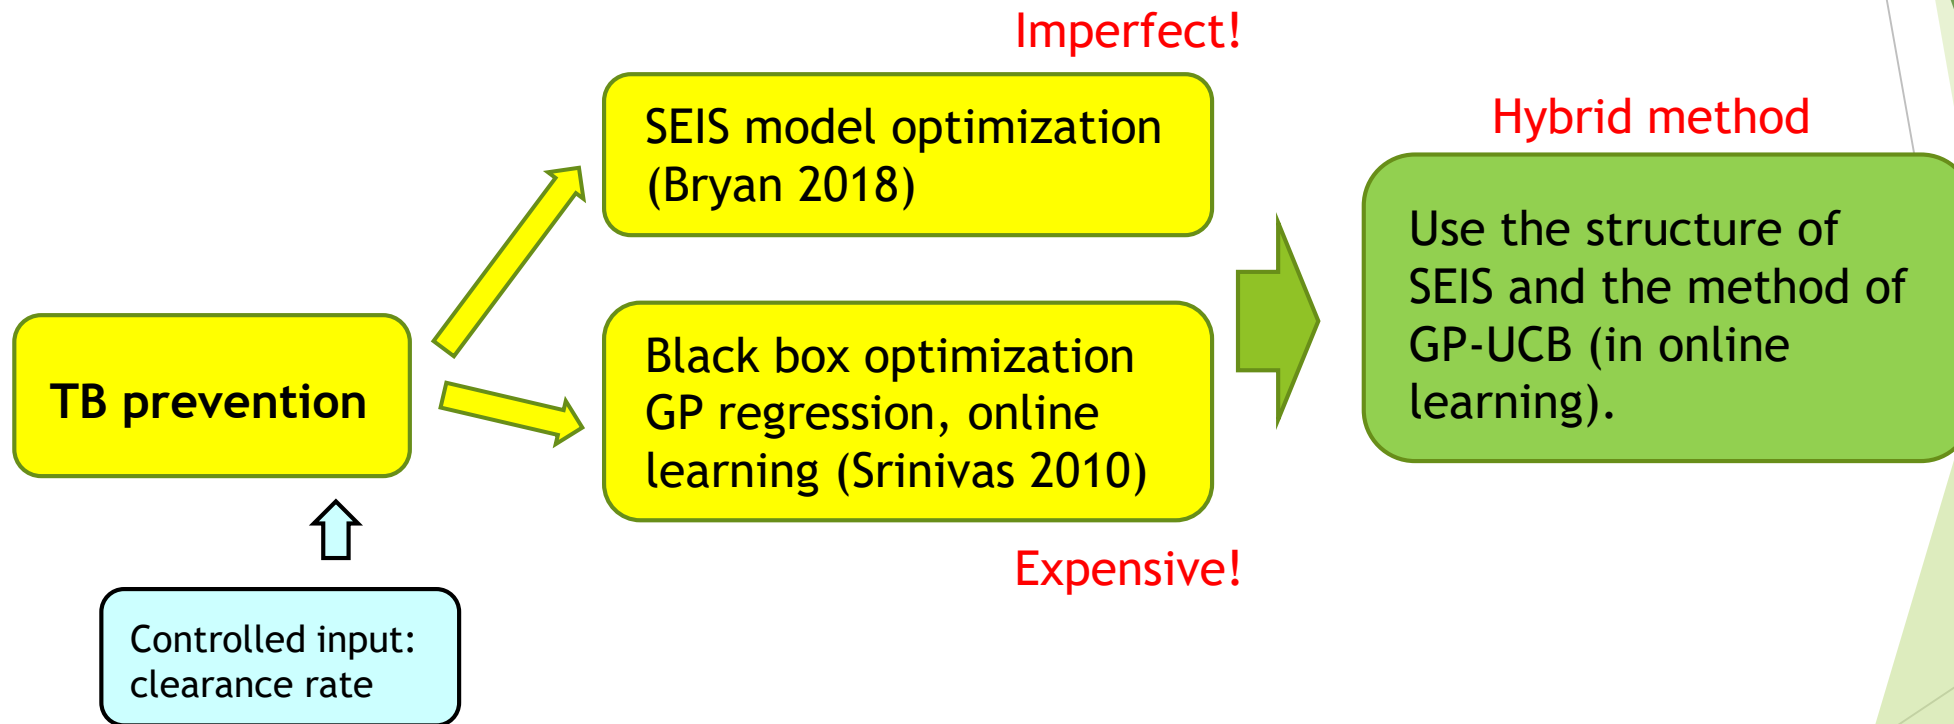 Imperfect!
SEIS model optimization
(Bryan 2018)
Hybrid method
Use the structure of
SEIS and the method of
GP-UCB (in online
learning).
Black box optimization
GP regression, online
learning (Srinivas 2010)
TB prevention
Expensive!
Controlled input:
clearance rate